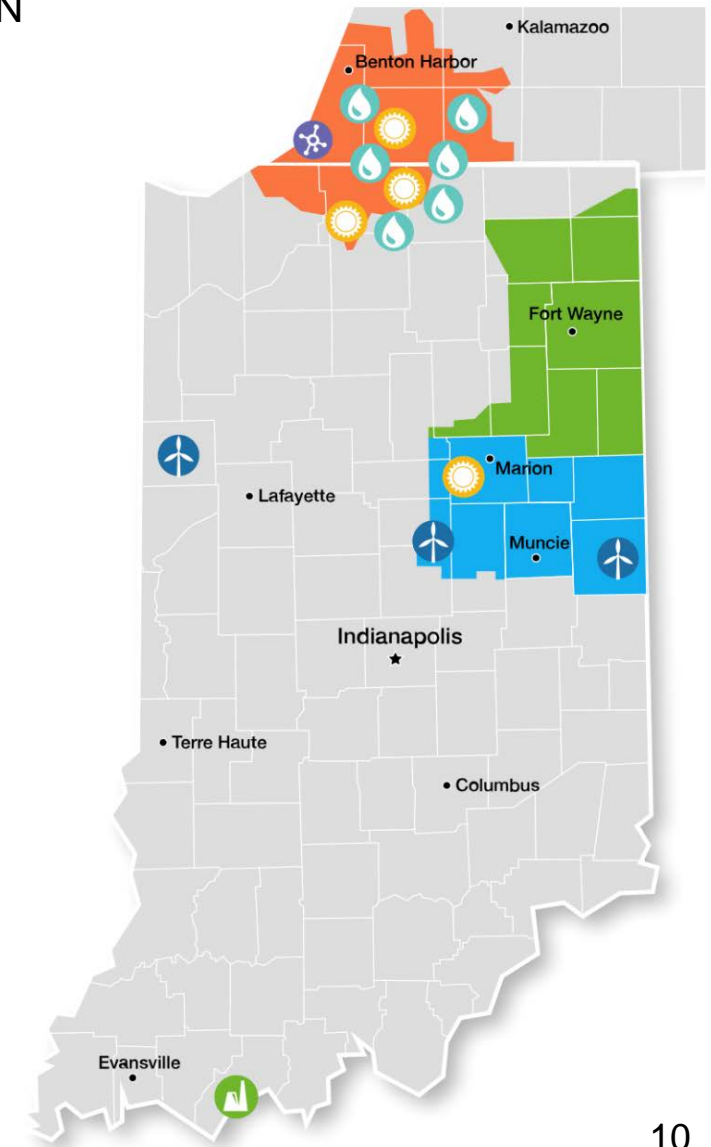 N
Kalamazoo
Benton Harbor
Fort Wayne
Marion
Lafayette
Muncie
Indianapolis
Terre Haute
Columbus
Evansville
10